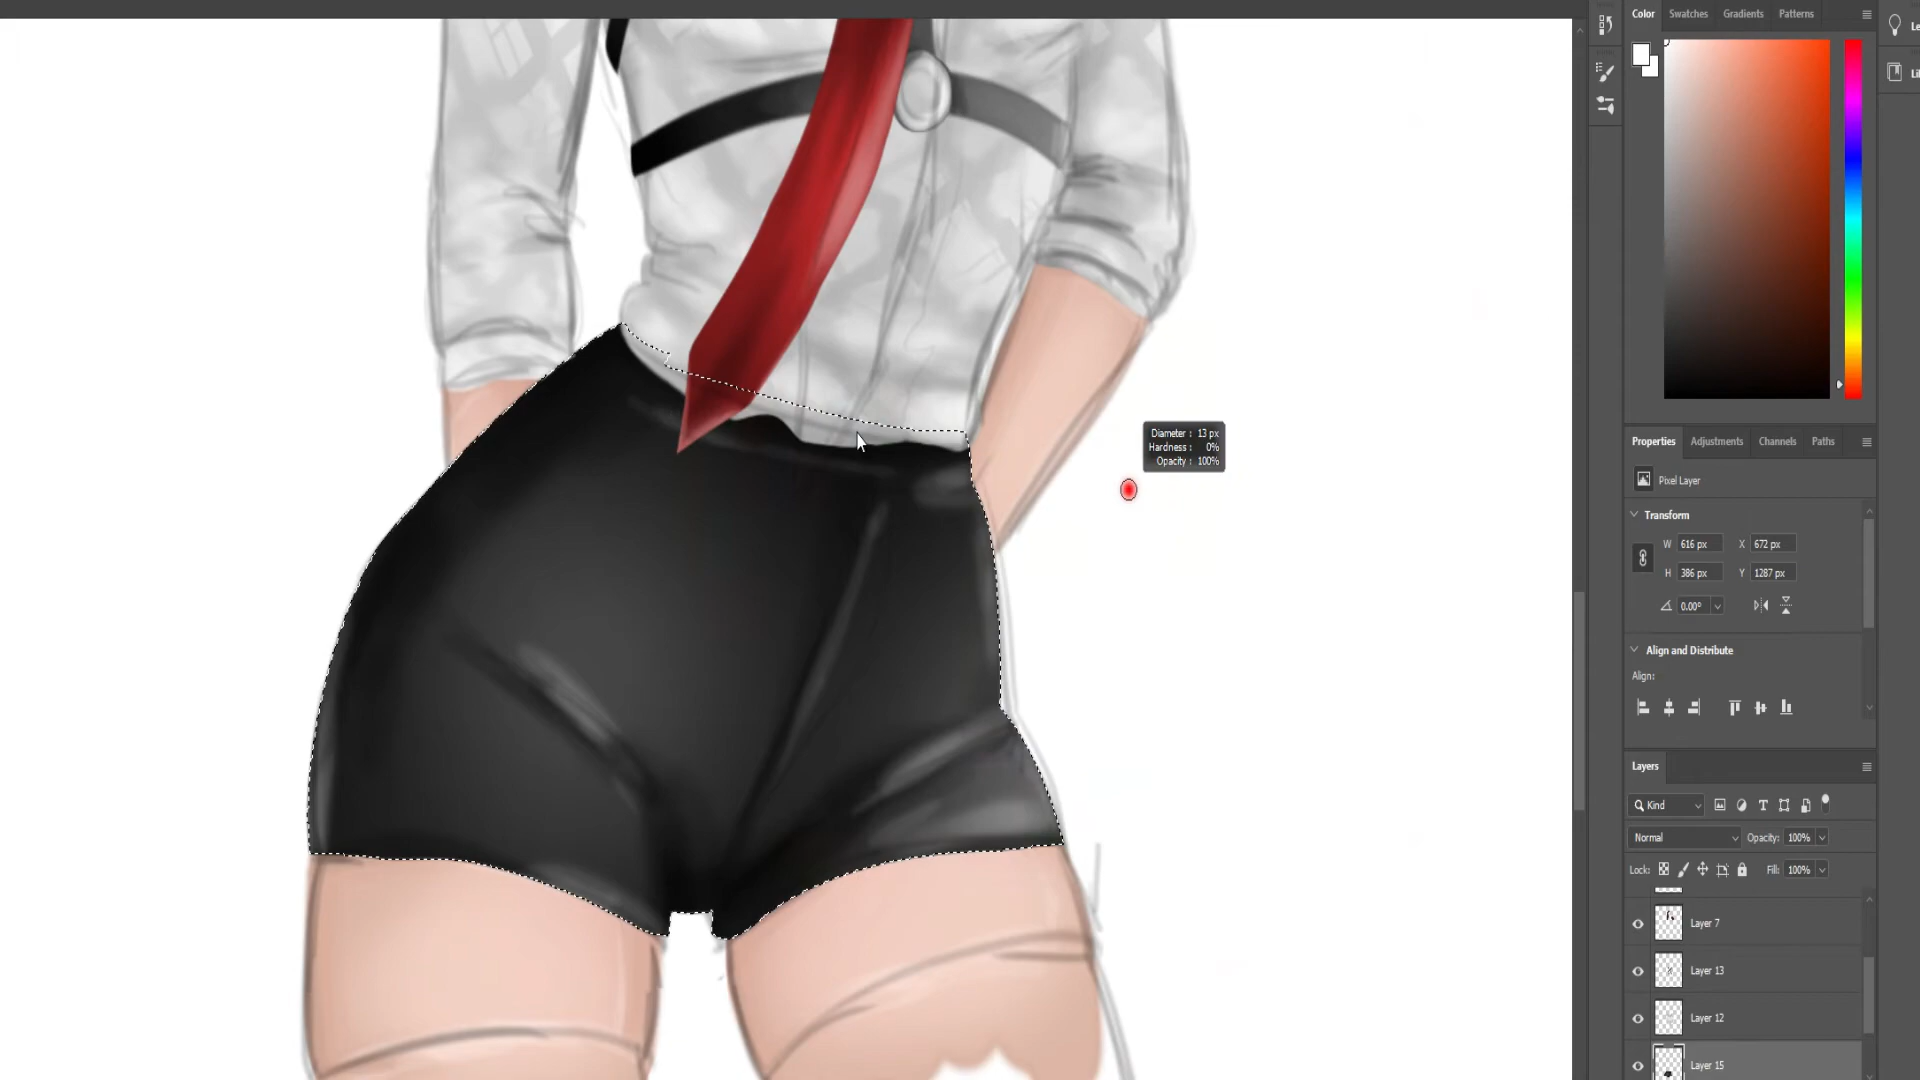 Color Swatches Gradients Patterns
Le
Li
Diameter : 13 px
Hardness : 0%
Opacity : 100%
Properties Adjustments Channels Paths
Pixel Layer
Transform
W 616 px X 672 px
H 386 px Y 1287 px
0.00°
Align and Distribute
Align:
Layers
Kind
Normal Opacity: 100%
Lock: Fill: 100%
Layer 7
Layer 13
Layer 12
Layer 15